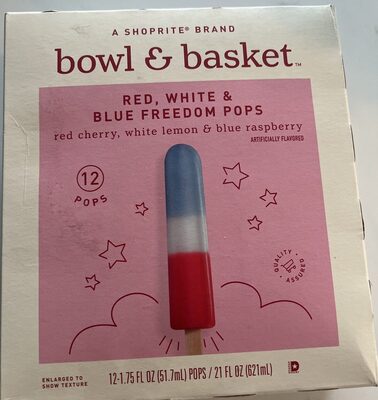 A SHOPRITE® BRAND
bowl & basket™
RED, WHITE &
BLUE FREEDOM POPS
red cherry, white lemon & blue raspberry
ARTIFICIALLY FLAVORED
12
POPS
QUALITY
ASSURED
ENLARGED TO
SHOW TEXTURE
12-1.75 FL OZ (51.7mL) POPS / 21 FL OZ (621mL)
D